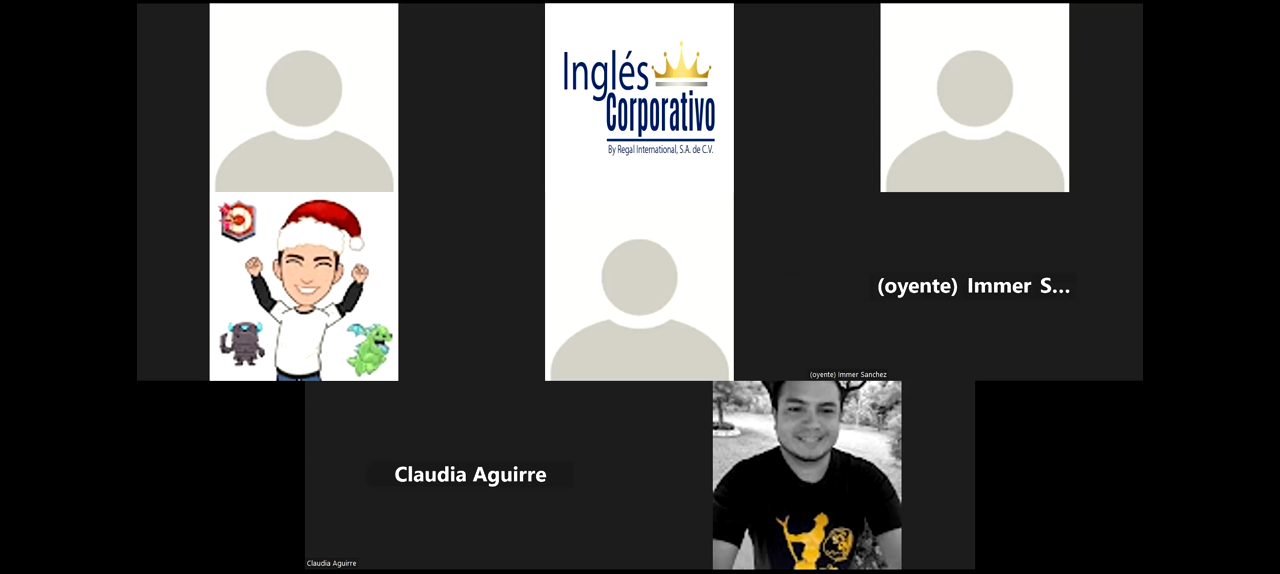 Inglés
Corporativo
By Regal International, S.A. de C.V.
(oyente) Immer S...
(oyente) Immer Sanchez
Claudia Aguirre
Claudia Aguirre